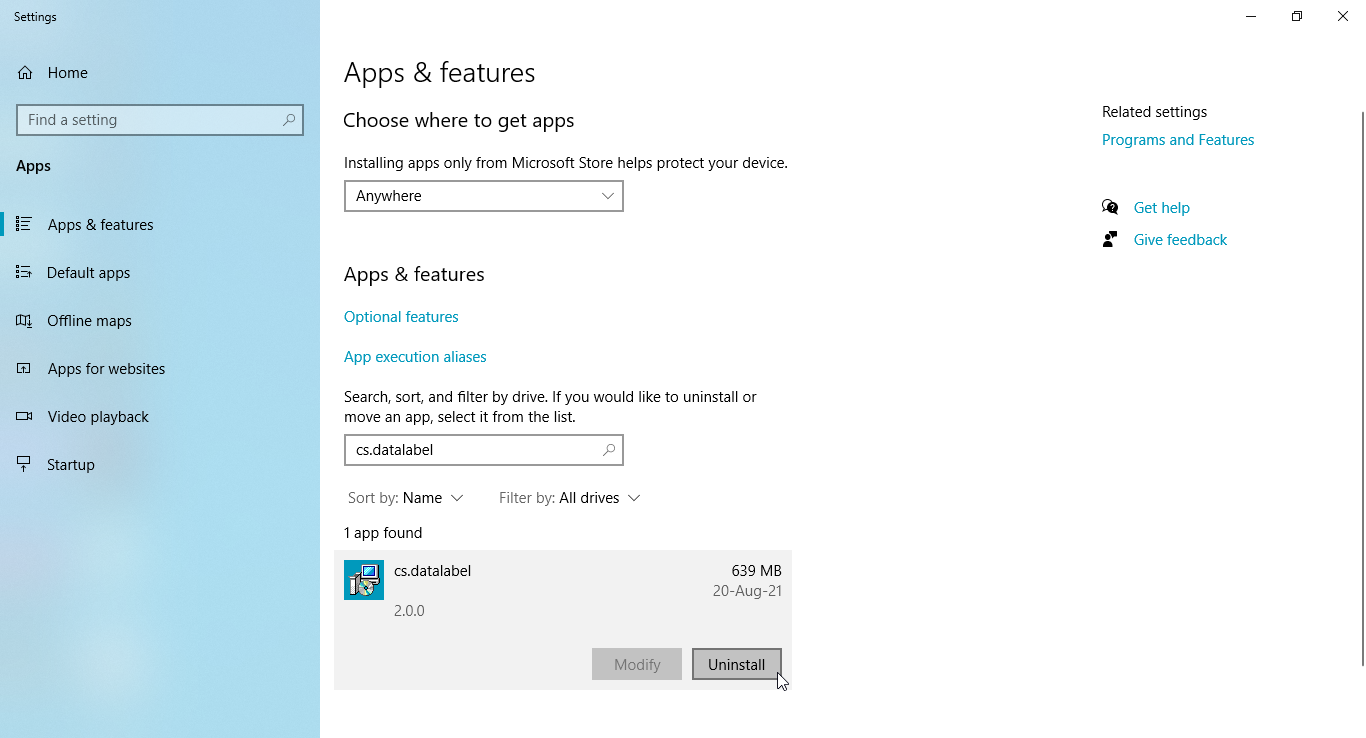 Settings
Home
Find a setting
Apps
Apps & features
Default apps
Offline maps
Apps for websites
Video playback
Startup
Apps & features
Choose where to get apps
Installing apps only from Microsoft Store helps protect your device.
Anywhere
Apps & features
Optional features
App execution aliases
Search, sort, and filter by drive. If you would like to uninstall or
move an app, select it from the list.
cs.datalabel
Sort by: Name Filter by: All drives
1 app found
cs.datalabel 639 MB
20-Aug-21
2.0.0
Modify Uninstall
Related settings
Programs and Features
Get help
Give feedback